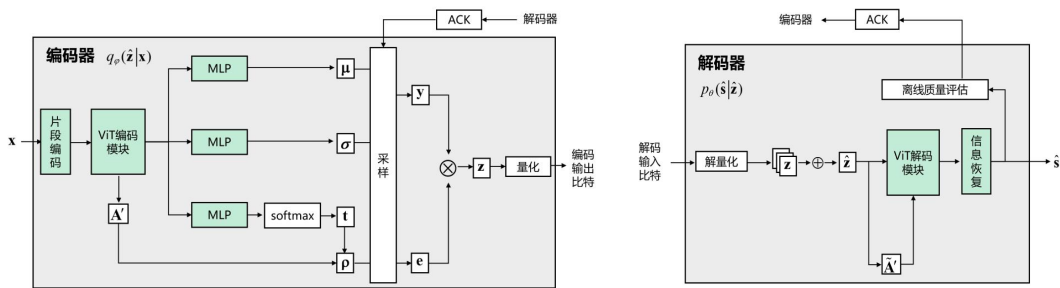 ACK
解码器
编码器 qφ(ẑ|x)
MLP
μ
y
x
片段编码
ViT编码
模块
MLP
σ
采样
z
量化
编码
输出
比特
A′
MLP
softmax
t
ρ
e
编码器
ACK
解码器
pθ(ŝ|ẑ)
离线质量评估
解码
输入
比特
解量化
z
ẑ
ViT解码
模块
信息恢复
ŝ
Ã′